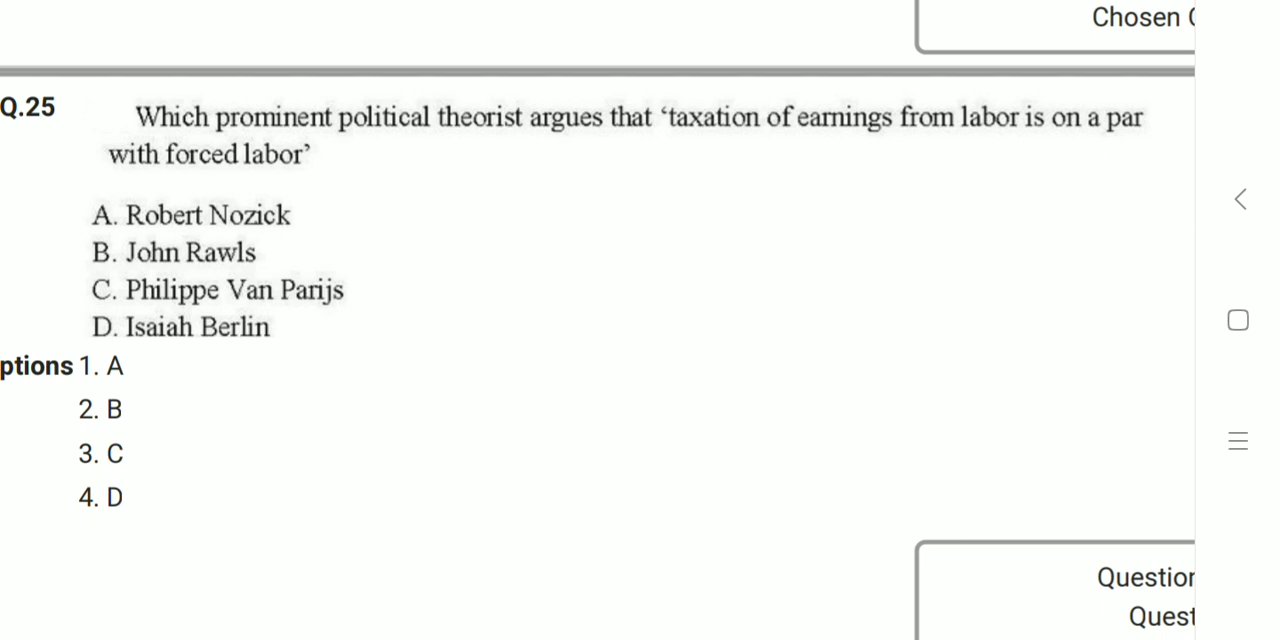 Chosen
Q.25 Which prominent political theorist argues that ‘taxation of earnings from labor is on a par
with forced labor’
A. Robert Nozick
B. John Rawls
C. Philippe Van Parijs
D. Isaiah Berlin
ptions 1. A
2. B
3. C
4. D
Question
Quest